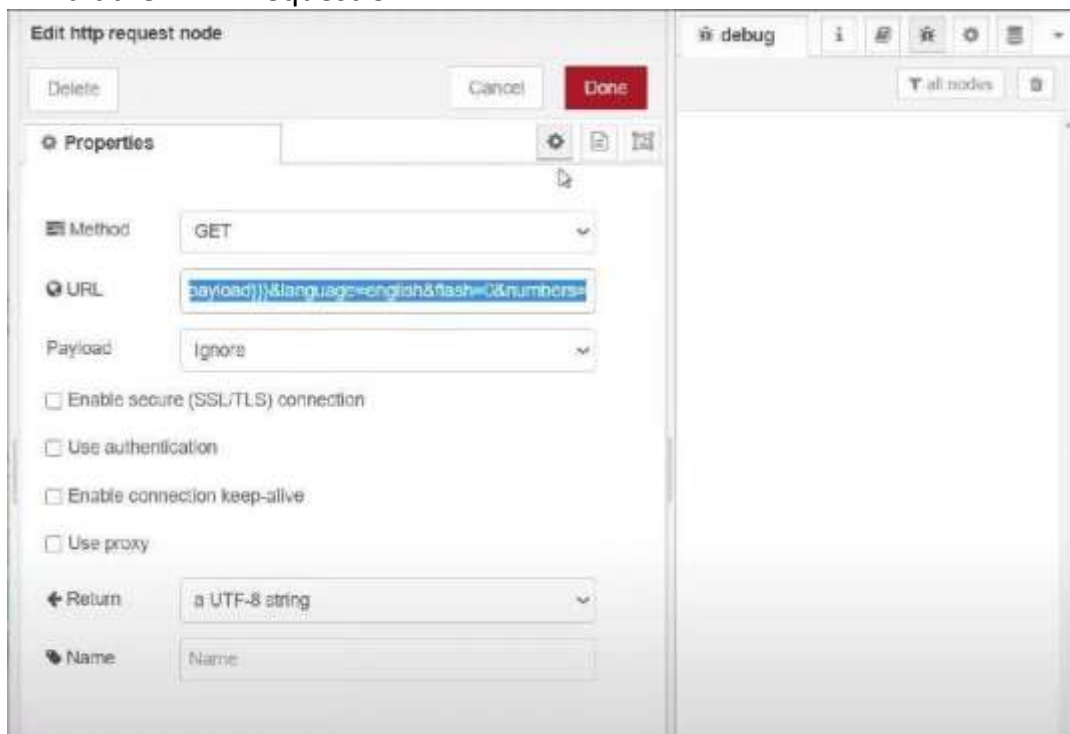 Edit http request node
debug
i
Delete
Cancel
Done
all nodes
Properties
Method
GET
URL
payload}}}&language=english&flash=0&numbers=
Payload
Ignore
Enable secure (SSL/TLS) connection
Use authentication
Enable connection keep-alive
Use proxy
Return
a UTF-8 string
Name
Name